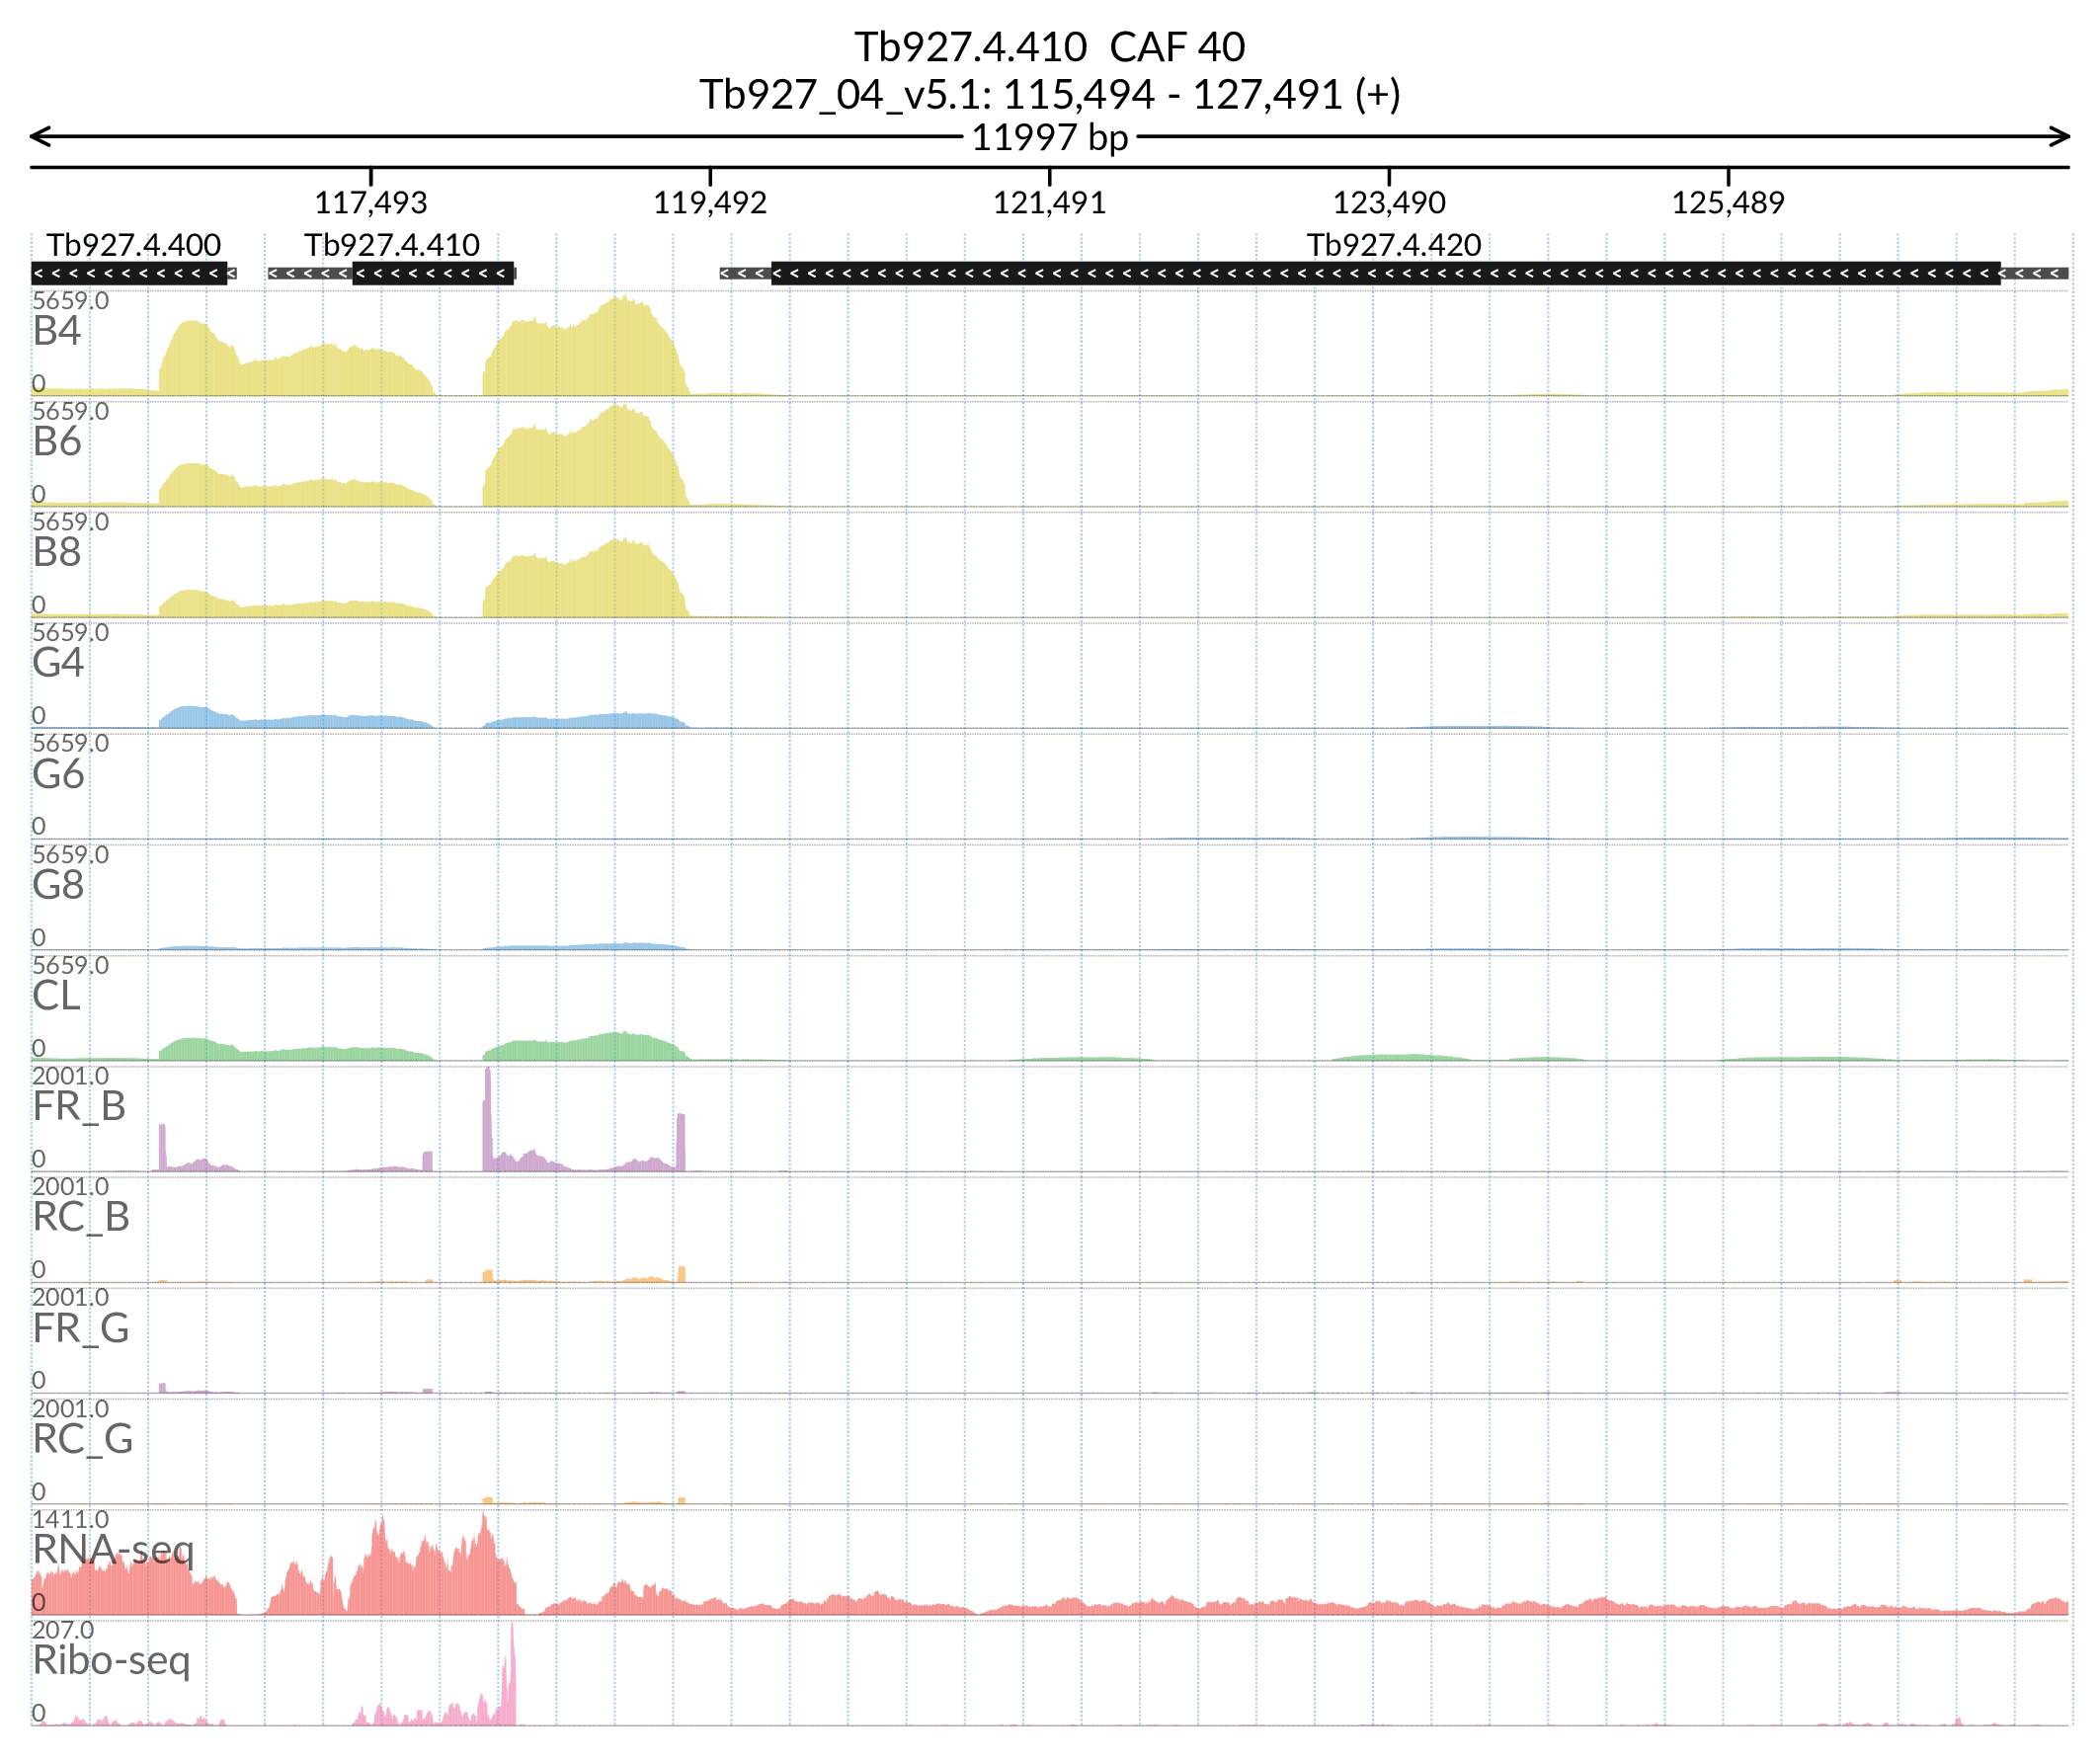 Tb927.4.410  CAF 40
Tb927_04_v5.1: 115,494 - 127,491 (+)
11997 bp
117,493 119,492 121,491 123,490 125,489
Tb927.4.400 Tb927.4.410 Tb927.4.420
5659.0
B4
0
5659.0
B6
0
5659.0
B8
0
5659.0
G4
0
5659.0
G6
0
5659.0
G8
0
5659.0
CL
0
2001.0
FR_B
0
2001.0
RC_B
0
2001.0
FR_G
0
2001.0
RC_G
0
1411.0
RNA-seq
0
207.0
Ribo-seq
0